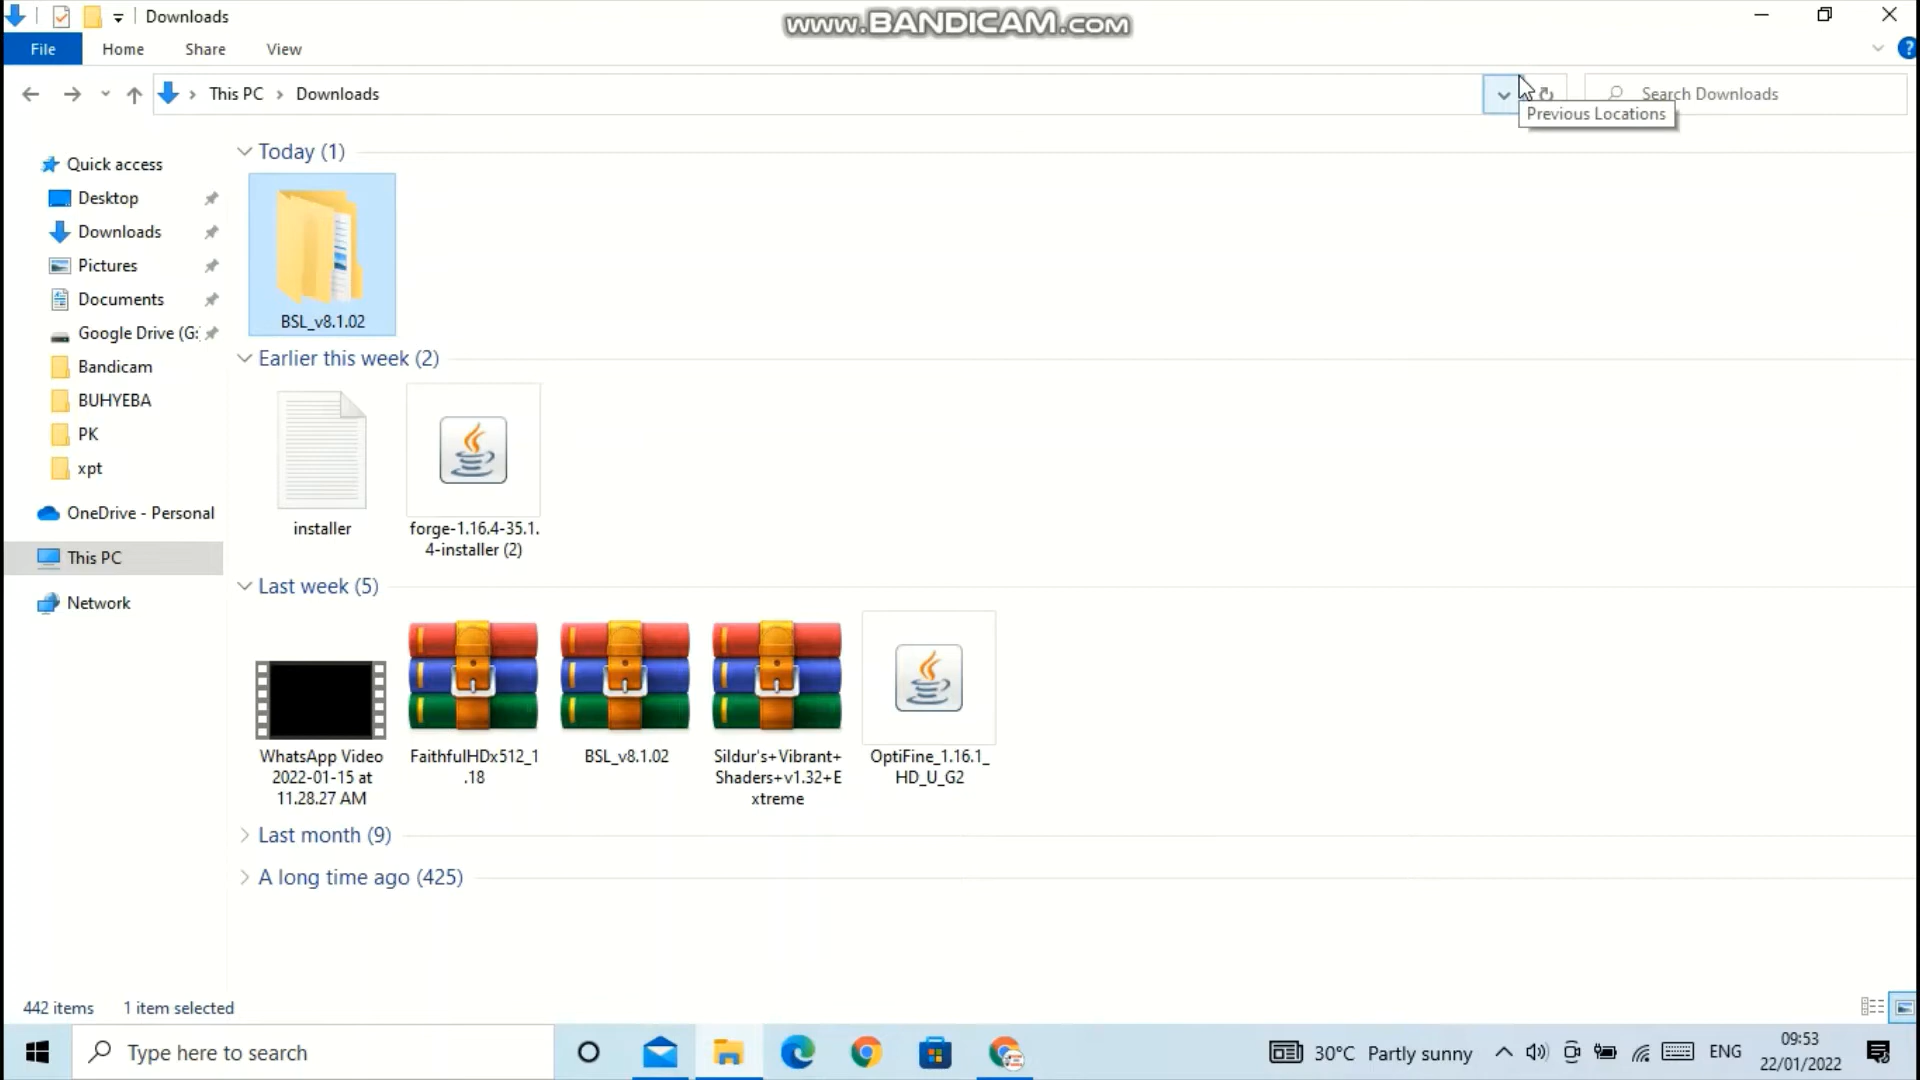 Downloads
www.BANDICAM.com
File
Home
Share
View
This PC
Downloads
Search Downloads
Previous Locations
Quick access
Desktop
Downloads
Pictures
Documents
Google Drive (G:
Bandicam
BUHYEBA
PK
xpt
OneDrive - Personal
This PC
Network
Today (1)
BSL_v8.1.02
Earlier this week (2)
installer
forge-1.16.4-35.1.
4-installer (2)
Last week (5)
WhatsApp Video
2022-01-15 at
11.28.27 AM
FaithfulHDx512_1
.18
BSL_v8.1.02
Sildur's+Vibrant+
Shaders+v1.32+E
xtreme
OptiFine_1.16.1_
HD_U_G2
Last month (9)
A long time ago (425)
442 items
1 item selected
Type here to search
30°C Partly sunny
ENG
09:53
22/01/2022